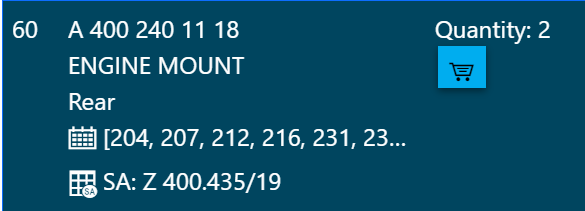 60 A 400 240 11 18 Quantity: 2
ENGINE MOUNT
Rear
[204, 207, 212, 216, 231, 23...
SA SA: Z 400.435/19